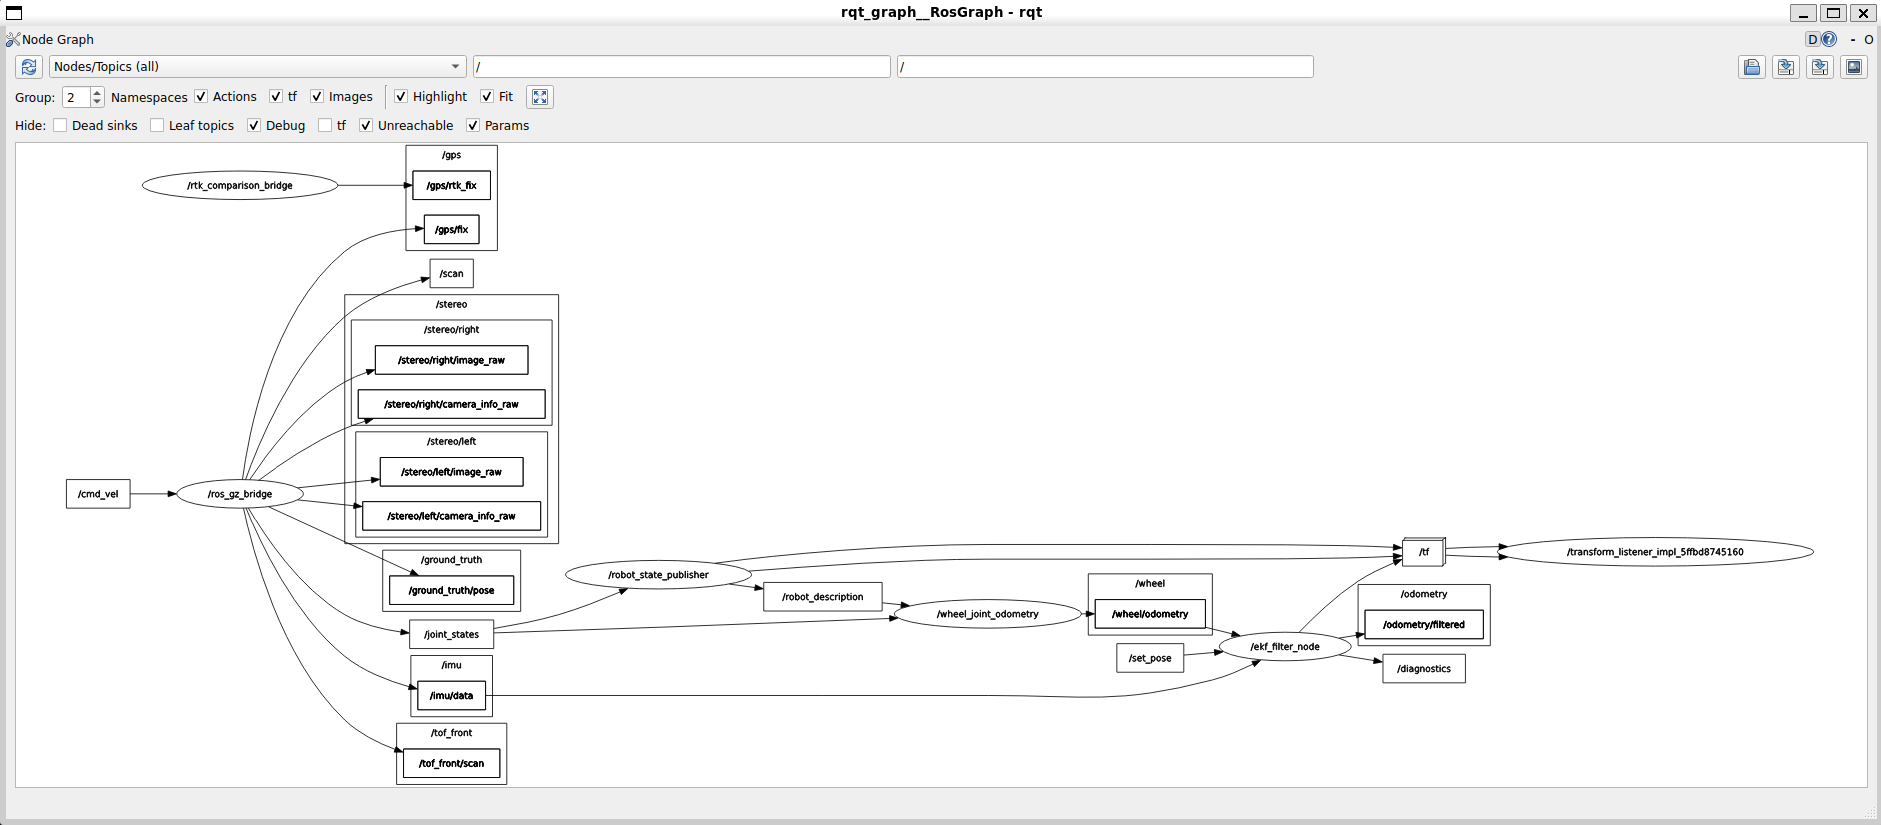 rqt_graph__RosGraph - rqt
Node Graph
D ? - O
Nodes/Topics (all) / /
Group: 2 Namespaces Actions tf Images Highlight Fit
Hide: Dead sinks Leaf topics Debug tf Unreachable Params
/gps
/rtk_comparison_bridge
/gps/rtk_fix
/gps/fix
/scan
/stereo
/stereo/right
/stereo/right/image_raw
/stereo/right/camera_info_raw
/stereo/left
/stereo/left/image_raw
/cmd_vel
/ros_gz_bridge
/stereo/left/camera_info_raw
/ground_truth
/ground_truth/pose
/joint_states
/imu
/imu/data
/tof_front
/tof_front/scan
/robot_state_publisher
/robot_description
/wheel_joint_odometry
/wheel
/wheel/odometry
/set_pose
/ekf_filter_node
/tf
/transform_listener_impl_5ffbd8745160
/odometry
/odometry/filtered
/diagnostics